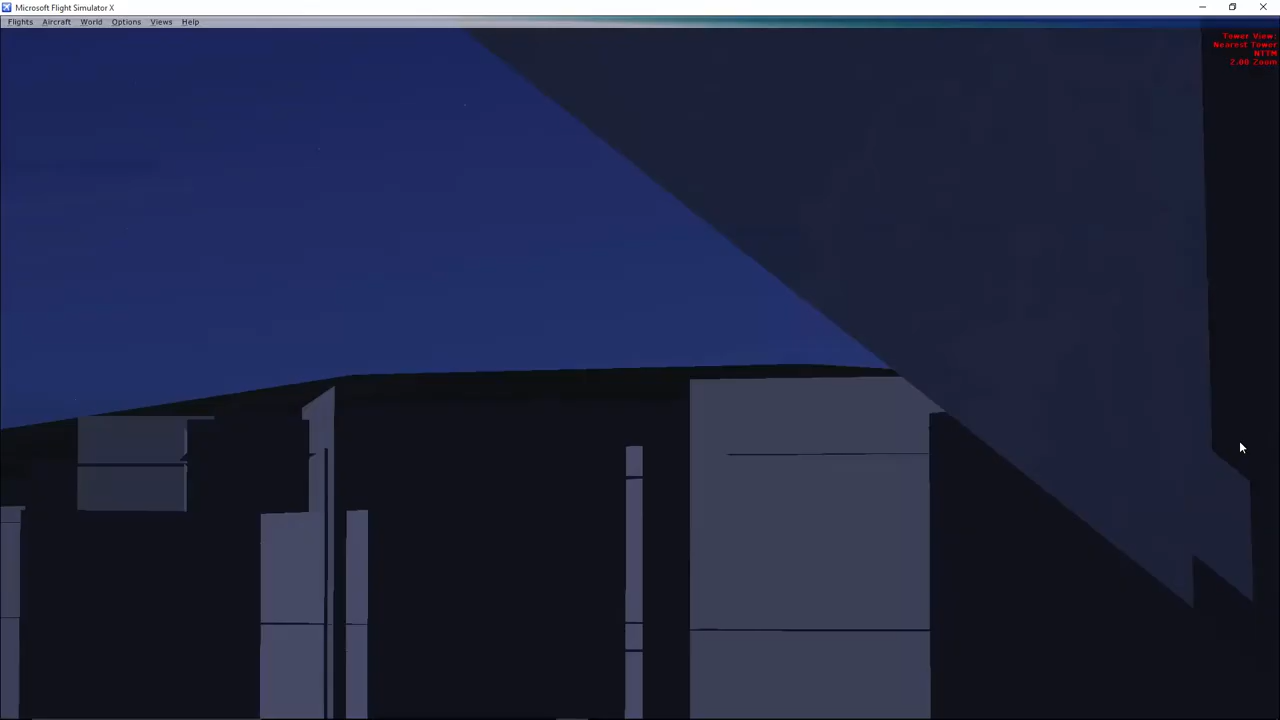 Microsoft Flight Simulator X
Flights Aircraft World Options Views Help
Tower View:
Nearest Tower
NTTM
2.00 Zoom